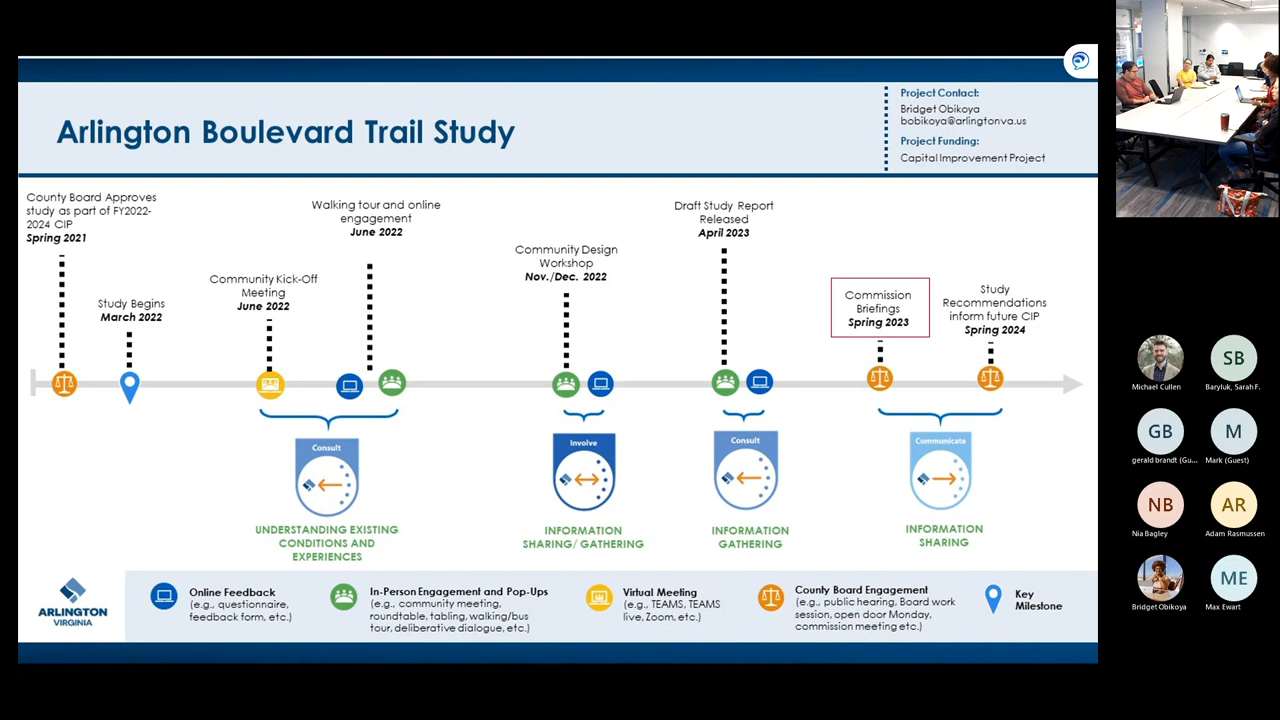 Arlington Boulevard Trail Study
Project Contact:
Bridget Obikoya
bobikoya@arlingtonva.us
Project Funding:
Capital Improvement Project
County Board Approves
study as part of FY2022-
2024 CIP
Spring 2021
Study Begins
March 2022
Community Kick-Off
Meeting
June 2022
Walking tour and online
engagement
June 2022
Community Design
Workshop
Nov./Dec. 2022
Draft Study Report
Released
April 2023
Commission
Briefings
Spring 2023
Study
Recommendations
inform future CIP
Spring 2024
Consult
UNDERSTANDING EXISTING
CONDITIONS AND
EXPERIENCES
Involve
INFORMATION
SHARING/ GATHERING
Consult
INFORMATION
GATHERING
Communicate
INFORMATION
SHARING
ARLINGTON
VIRGINIA
Online Feedback
(e.g., questionnaire,
feedback form, etc.)
In-Person Engagement and Pop-Ups
(e.g., community meeting,
roundtable, tabling, walking/bus
tour, deliberative dialogue, etc.)
Virtual Meeting
(e.g., TEAMS, TEAMS
live, Zoom, etc.)
County Board Engagement
(e.g., public hearing, Board work
session, open door Monday,
commission meeting etc.)
Key
Milestone
Michael Cullen
SB
Baryluk, Sarah F.
GB
gerald brandt (Gu...
M
Mark (Guest)
NB
Nia Bagley
AR
Adam Rasmussen
Bridget Obikoya
ME
Max Ewart